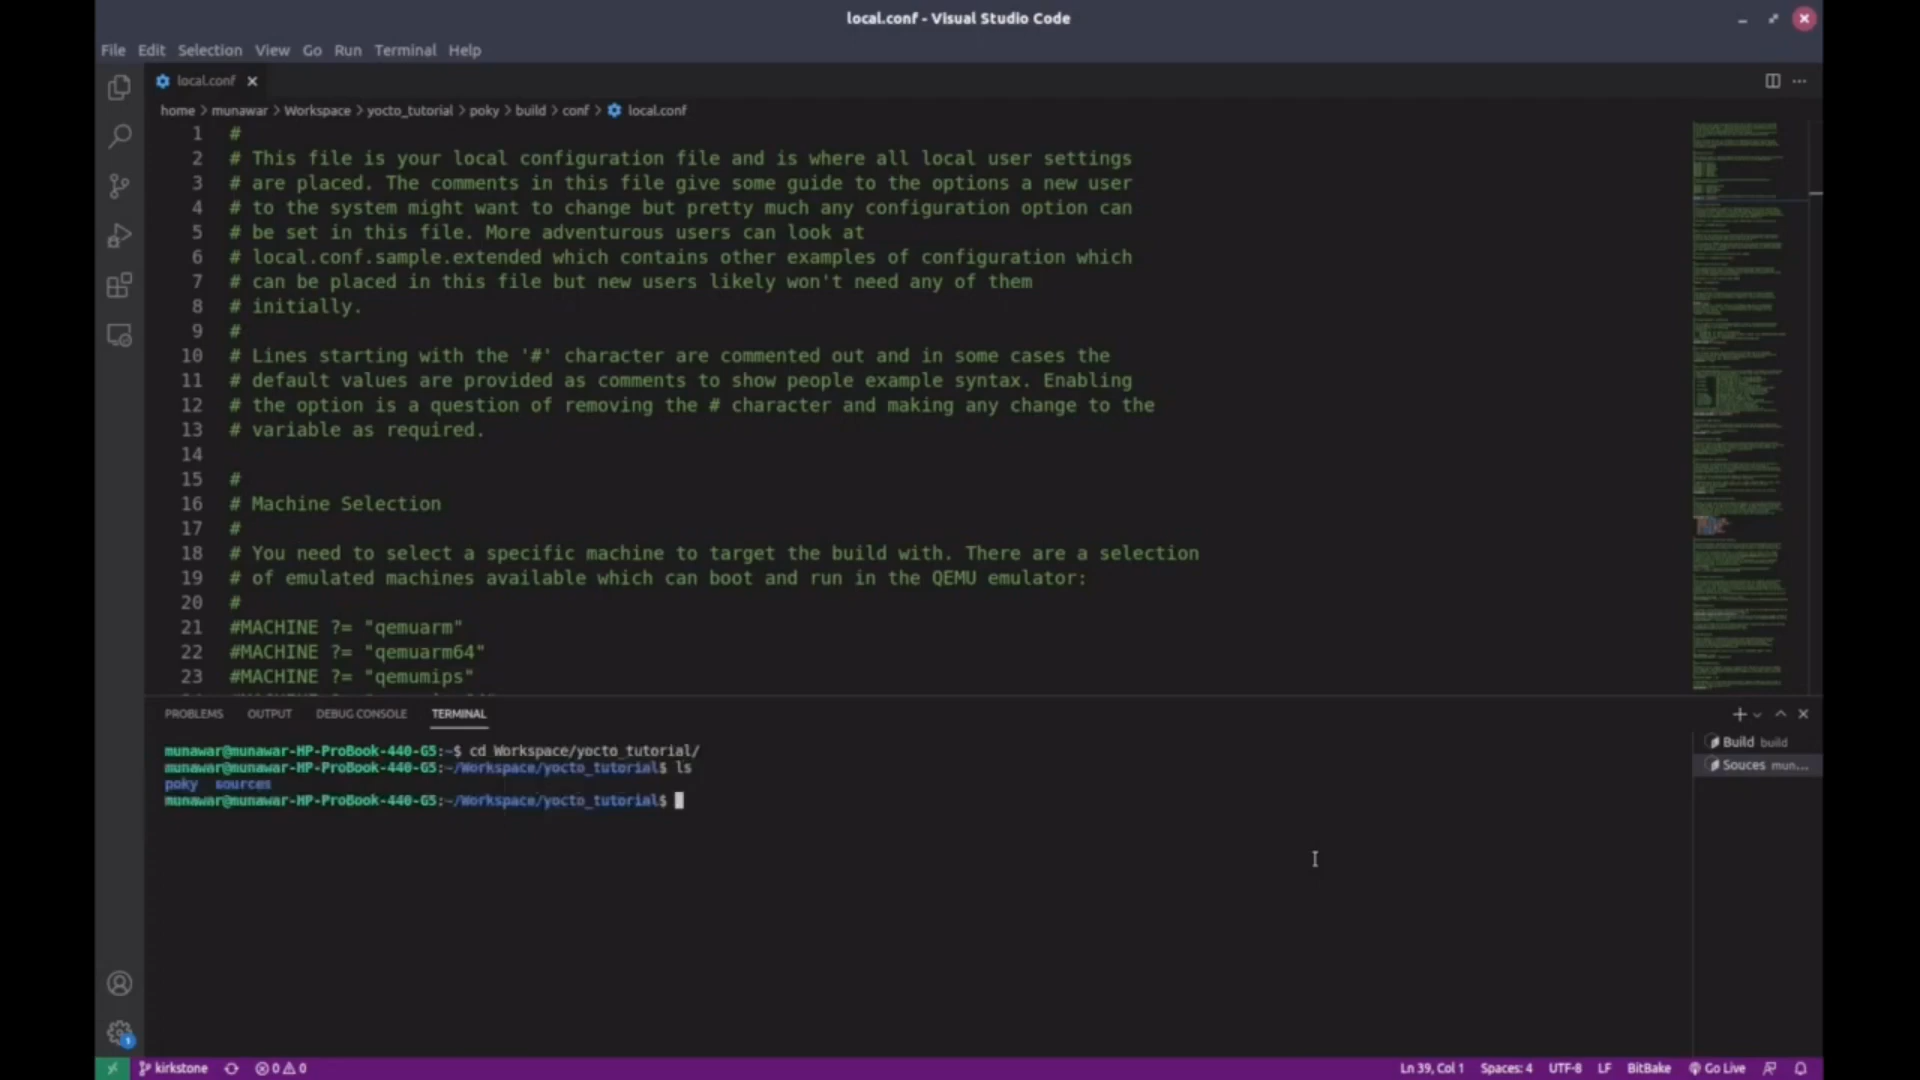 local.conf - Visual Studio Code
File Edit Selection View Go Run Terminal Help
local.conf
home > munawar > Workspace > yocto_tutorial > poky > build > conf > local.conf
1 #
2 # This file is your local configuration file and is where all local user settings
3 # are placed. The comments in this file give some guide to the options a new user
4 # to the system might want to change but pretty much any configuration option can
5 # be set in this file. More adventurous users can look at
6 # local.conf.sample.extended which contains other examples of configuration which
7 # can be placed in this file but new users likely won't need any of them
8 # initially.
9 #
10 # Lines starting with the '#' character are commented out and in some cases the
11 # default values are provided as comments to show people example syntax. Enabling
12 # the option is a question of removing the # character and making any change to the
13 # variable as required.
14
15 #
16 # Machine Selection
17 #
18 # You need to select a specific machine to target the build with. There are a selection
19 # of emulated machines available which can boot and run in the QEMU emulator:
20 #
21 #MACHINE ?= "qemuarm"
22 #MACHINE ?= "qemuarm64"
23 #MACHINE ?= "qemumips"
PROBLEMS OUTPUT DEBUG CONSOLE TERMINAL
munawar@munawar-HP-ProBook-440-G5:~$ cd Workspace/yocto_tutorial/
munawar@munawar-HP-ProBook-440-G5:~/Workspace/yocto_tutorial$ ls
poky sources
munawar@munawar-HP-ProBook-440-G5:~/Workspace/yocto_tutorial$
Build build
Souces mun...
1
kirkstone 0 0 Ln 39, Col 1 Spaces: 4 UTF-8 LF BitBake Go Live